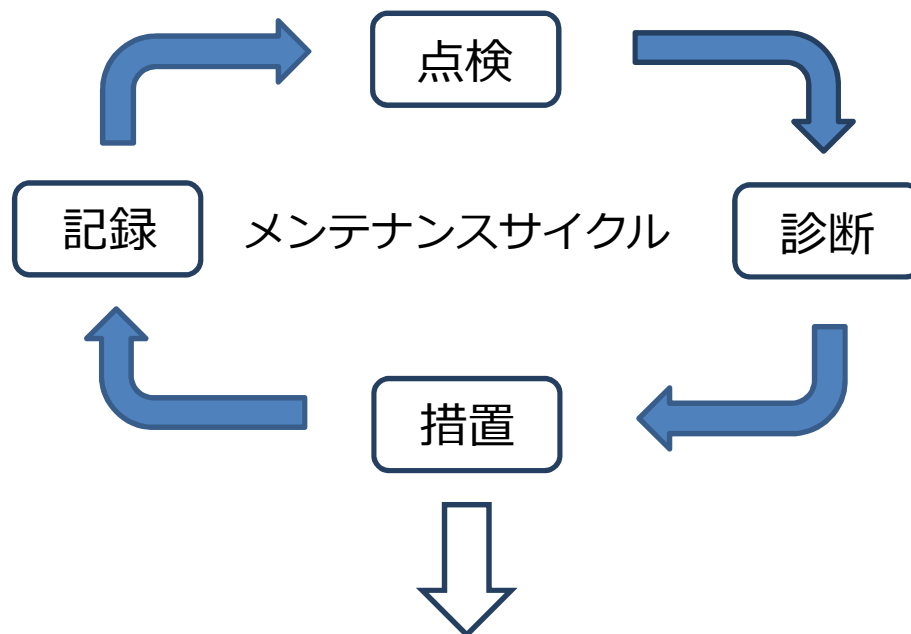 点検
記録
メンテナンスサイクル
診断
措置